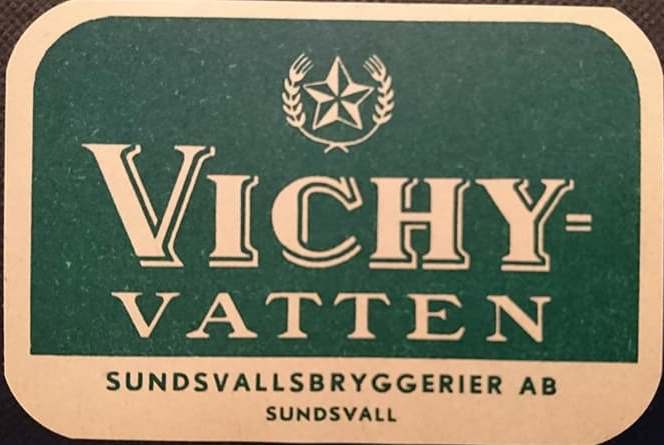 VICHY=
VATTEN
SUNDSVALLSBRYGGERIER AB
SUNDSVALL